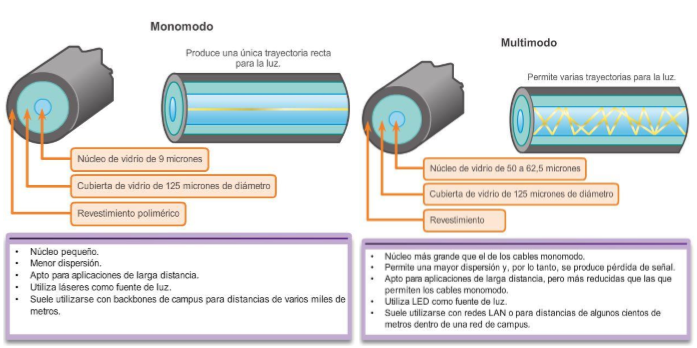 Monomodo
Produce una única trayectoria recta
para la luz.
Núcleo de vidrio de 9 micrones
Cubierta de vidrio de 125 micrones de diámetro
Revestimiento polimérico
• Núcleo pequeño.
• Menor dispersión.
• Apto para aplicaciones de larga distancia.
• Utiliza láseres como fuente de luz.
• Suele utilizarse con backbones de campus para distancias de varios miles de
metros.
Multimodo
Permite varias trayectorias para la luz.
Núcleo de vidrio de 50 a 62,5 micrones
Cubierta de vidrio de 125 micrones de diámetro
Revestimiento
• Núcleo más grande que el de los cables monomodo.
• Permite una mayor dispersión y, por lo tanto, se produce pérdida de señal.
• Apto para aplicaciones de larga distancia, pero más reducidas que las que
permiten los cables monomodo.
• Utiliza LED como fuente de luz.
• Suele utilizarse con redes LAN o para distancias de algunos cientos de
metros dentro de una red de campus.